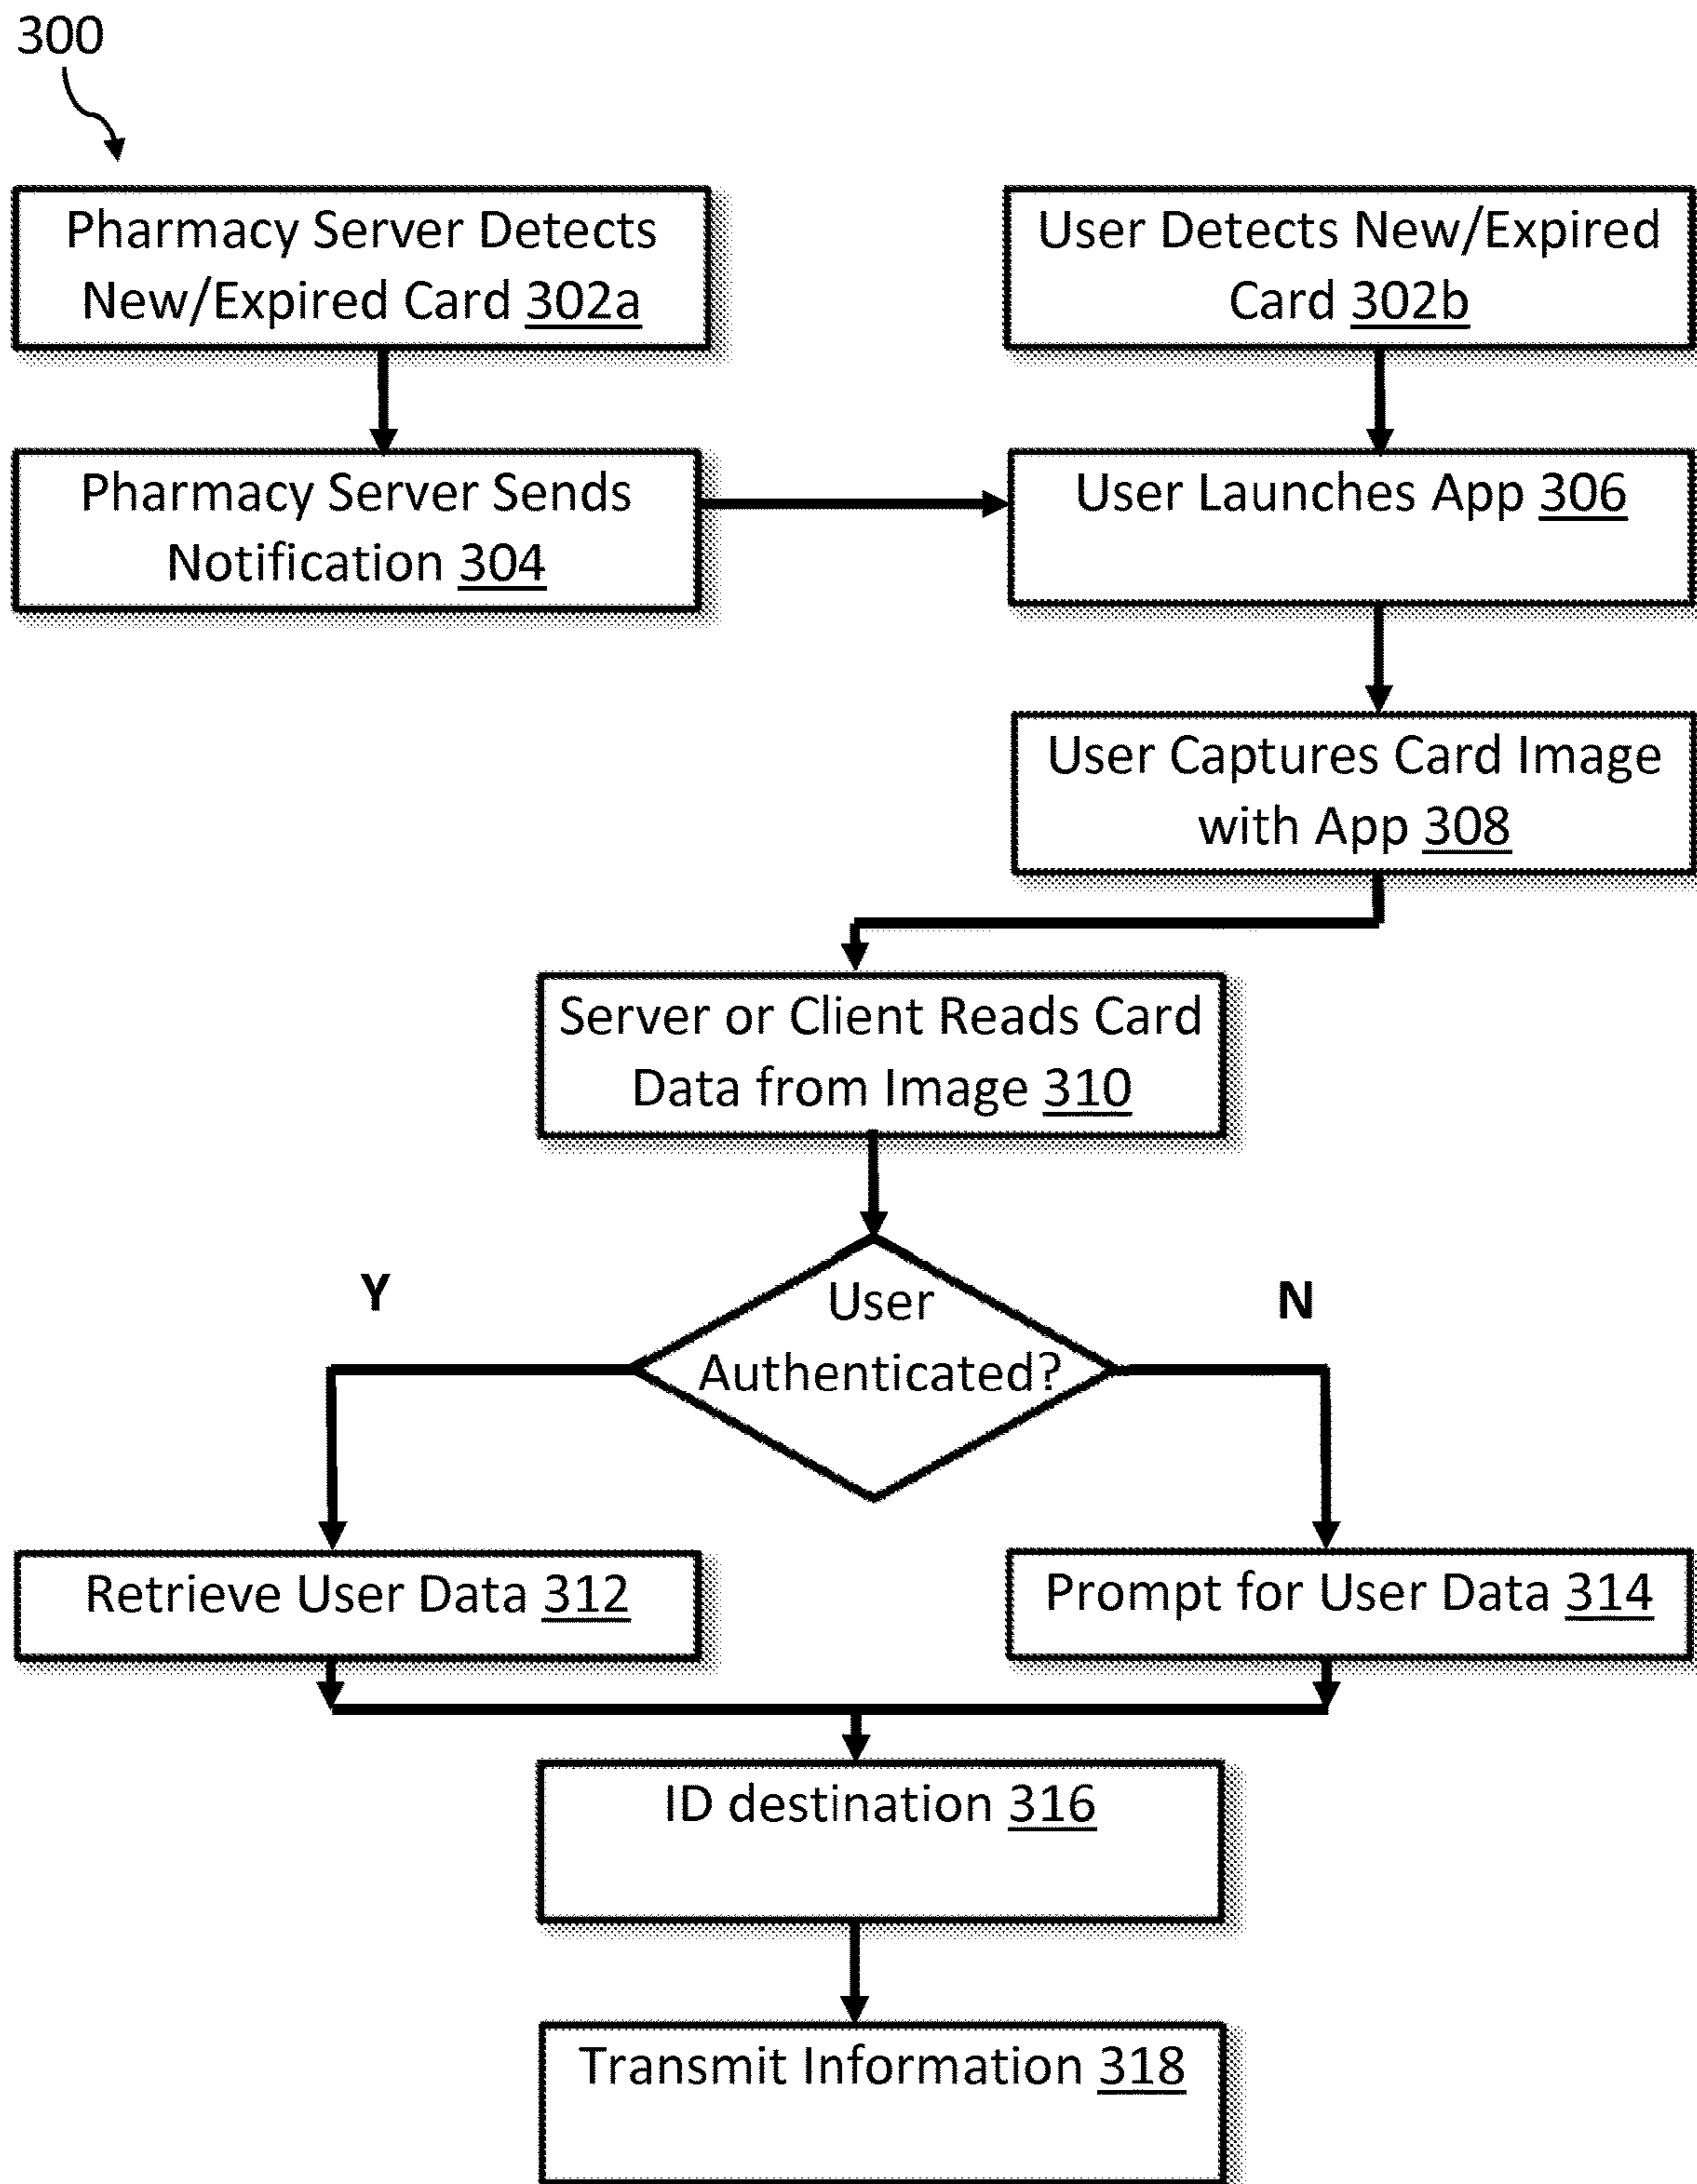 300
Pharmacy Server Detects
New/Expired Card 302a
User Detects New/Expired
Card 302b
Pharmacy Server Sends
Notification 304
User Launches App 306
User Captures Card Image
with App 308
Server or Client Reads Card
Data from Image 310
User
Authenticated?
Y
N
Retrieve User Data 312
Prompt for User Data 314
ID destination 316
Transmit Information 318